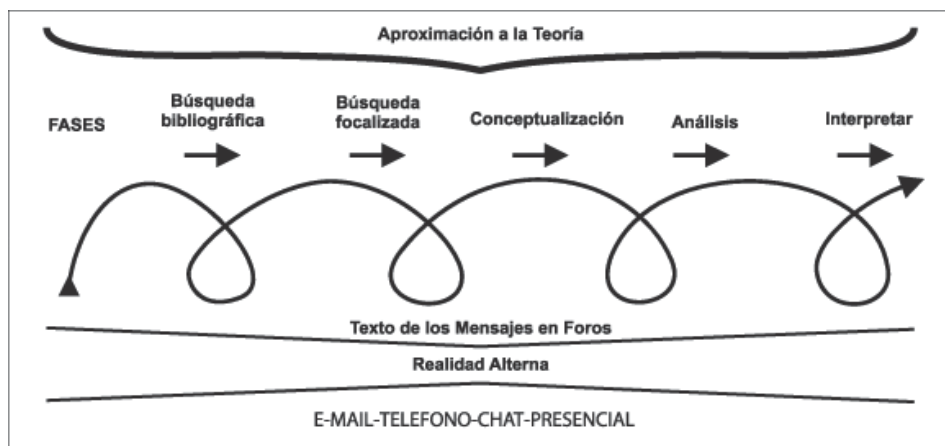 Aproximación a la Teoría
FASES
Búsqueda
bibliográfica
Búsqueda
focalizada
Conceptualización
Análisis
Interpretar
Texto de los Mensajes en Foros
Realidad Alterna
E-MAIL-TELEFONO-CHAT-PRESENCIAL